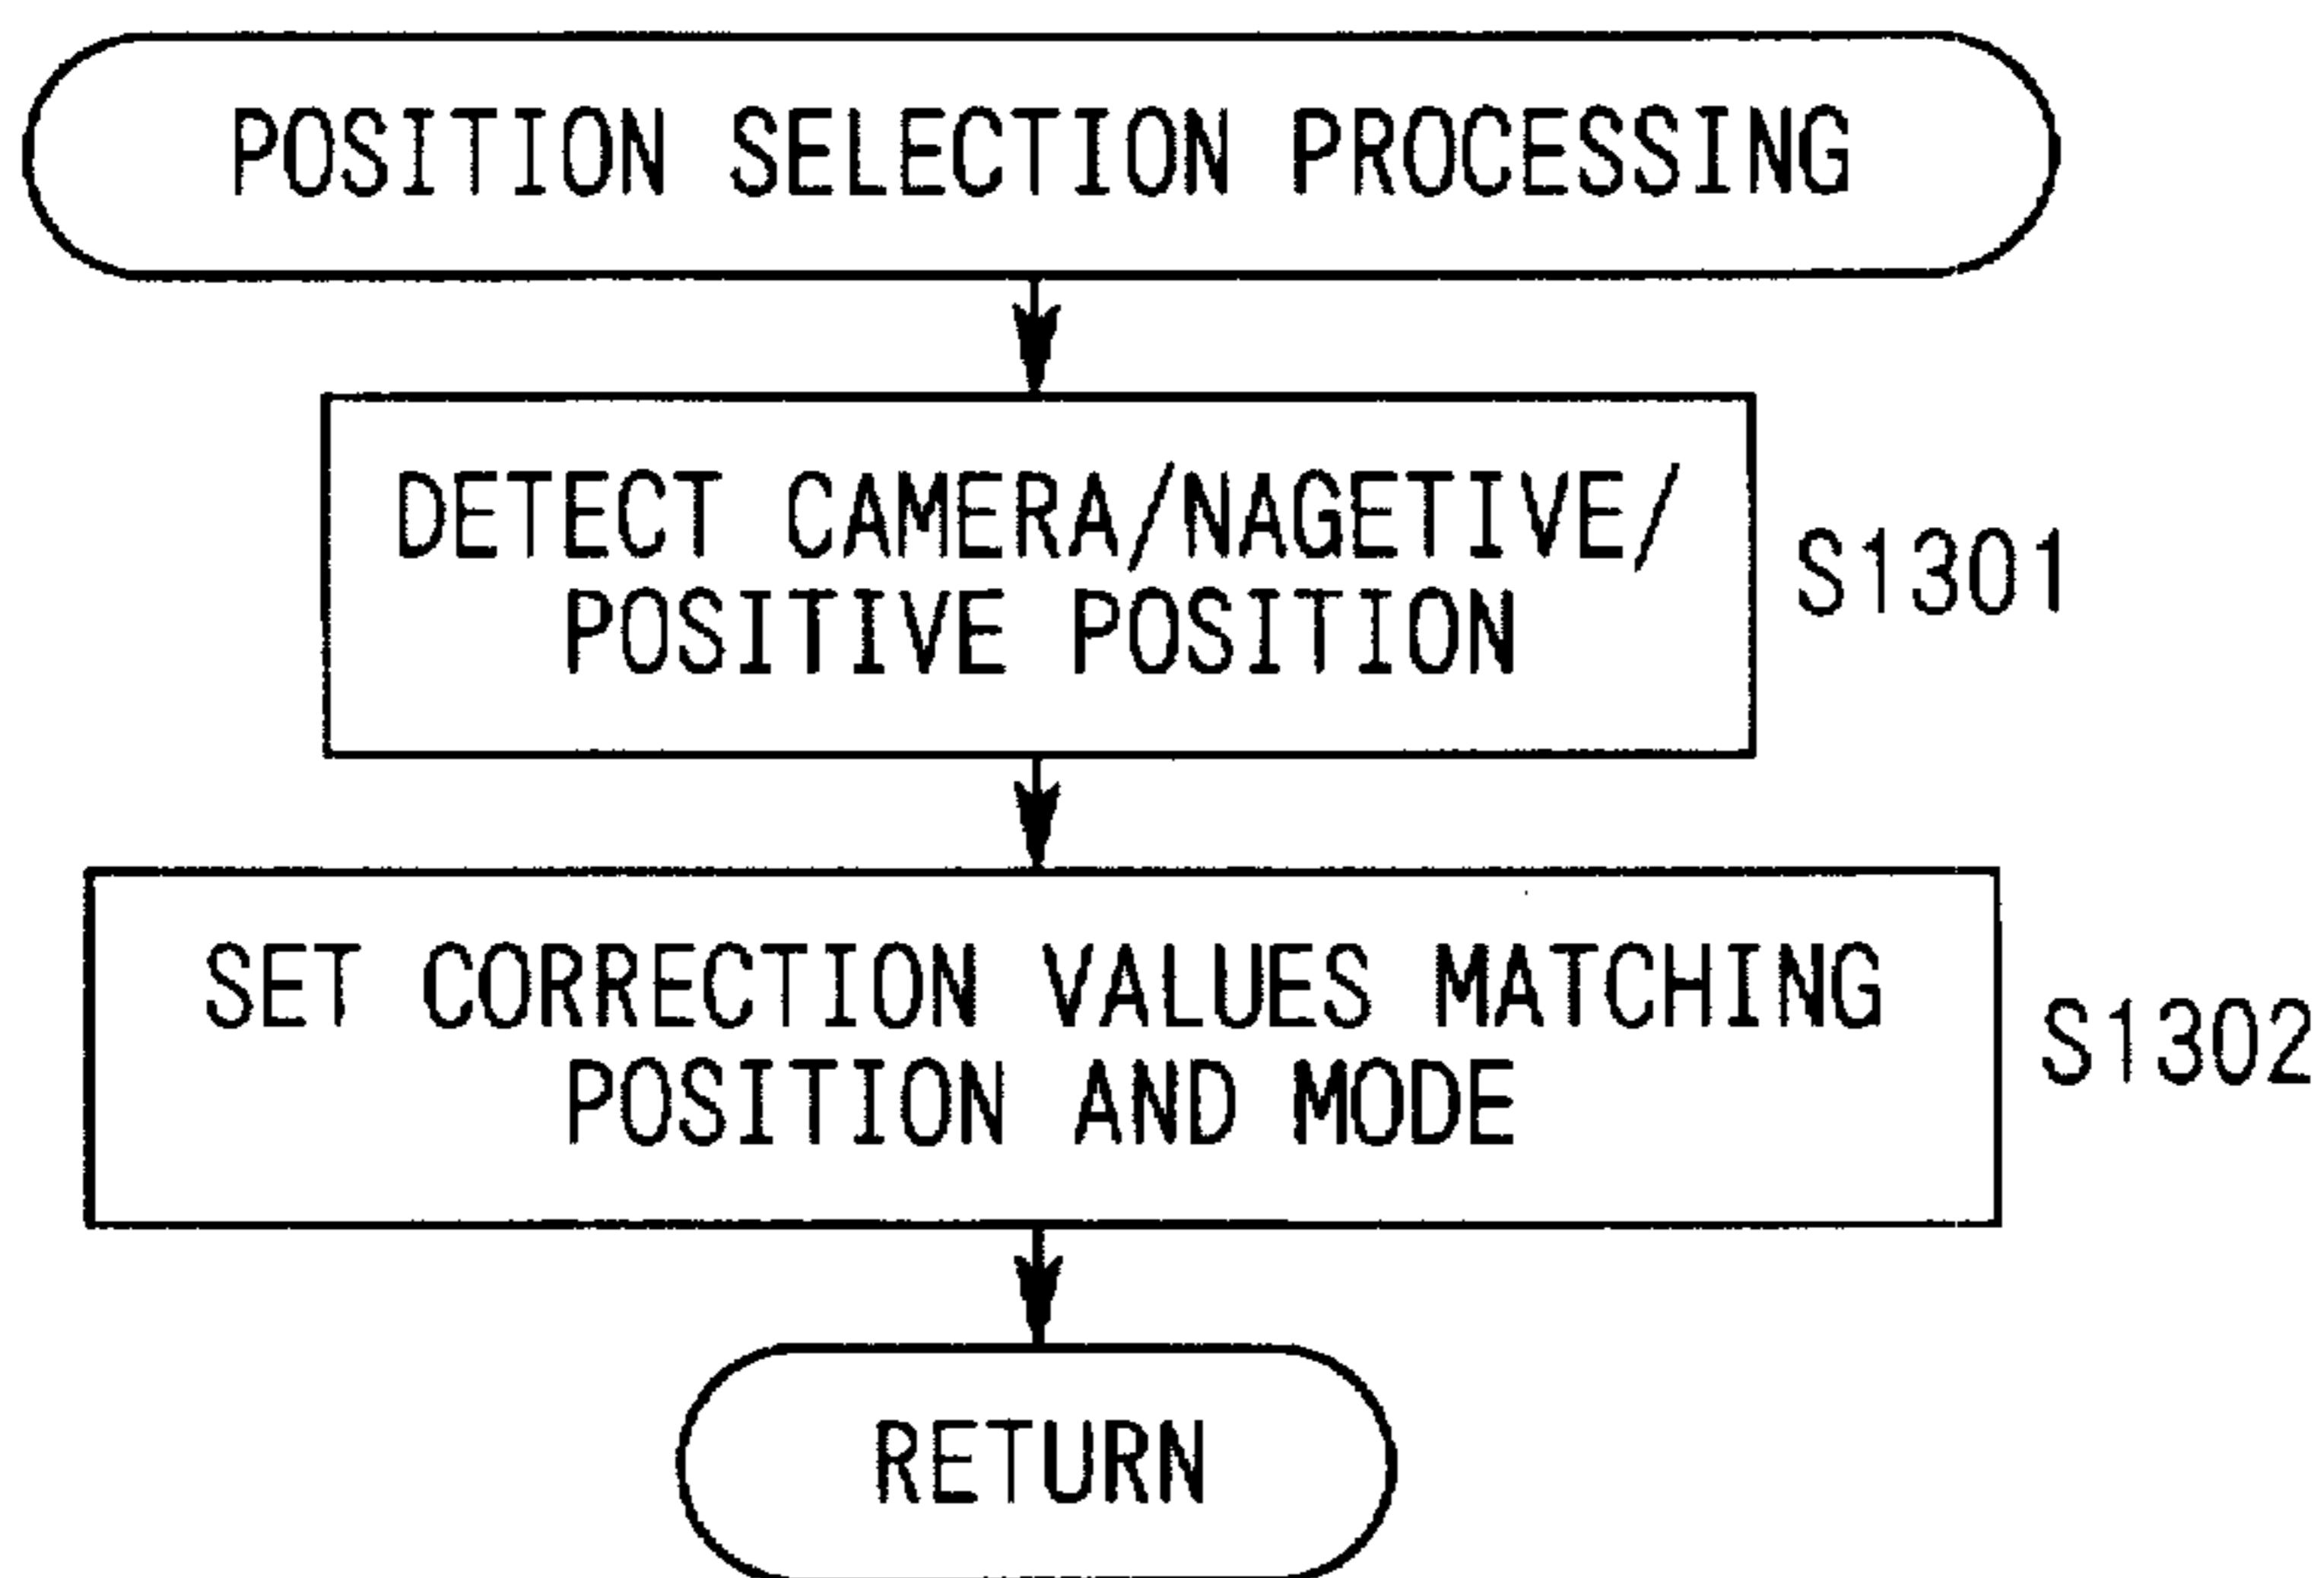 POSITION SELECTION PROCESSING
DETECT CAMERA/NAGETIVE/
POSITIVE POSITION
S1301
SET CORRECTION VALUES MATCHING
POSITION AND MODE
S1302
RETURN